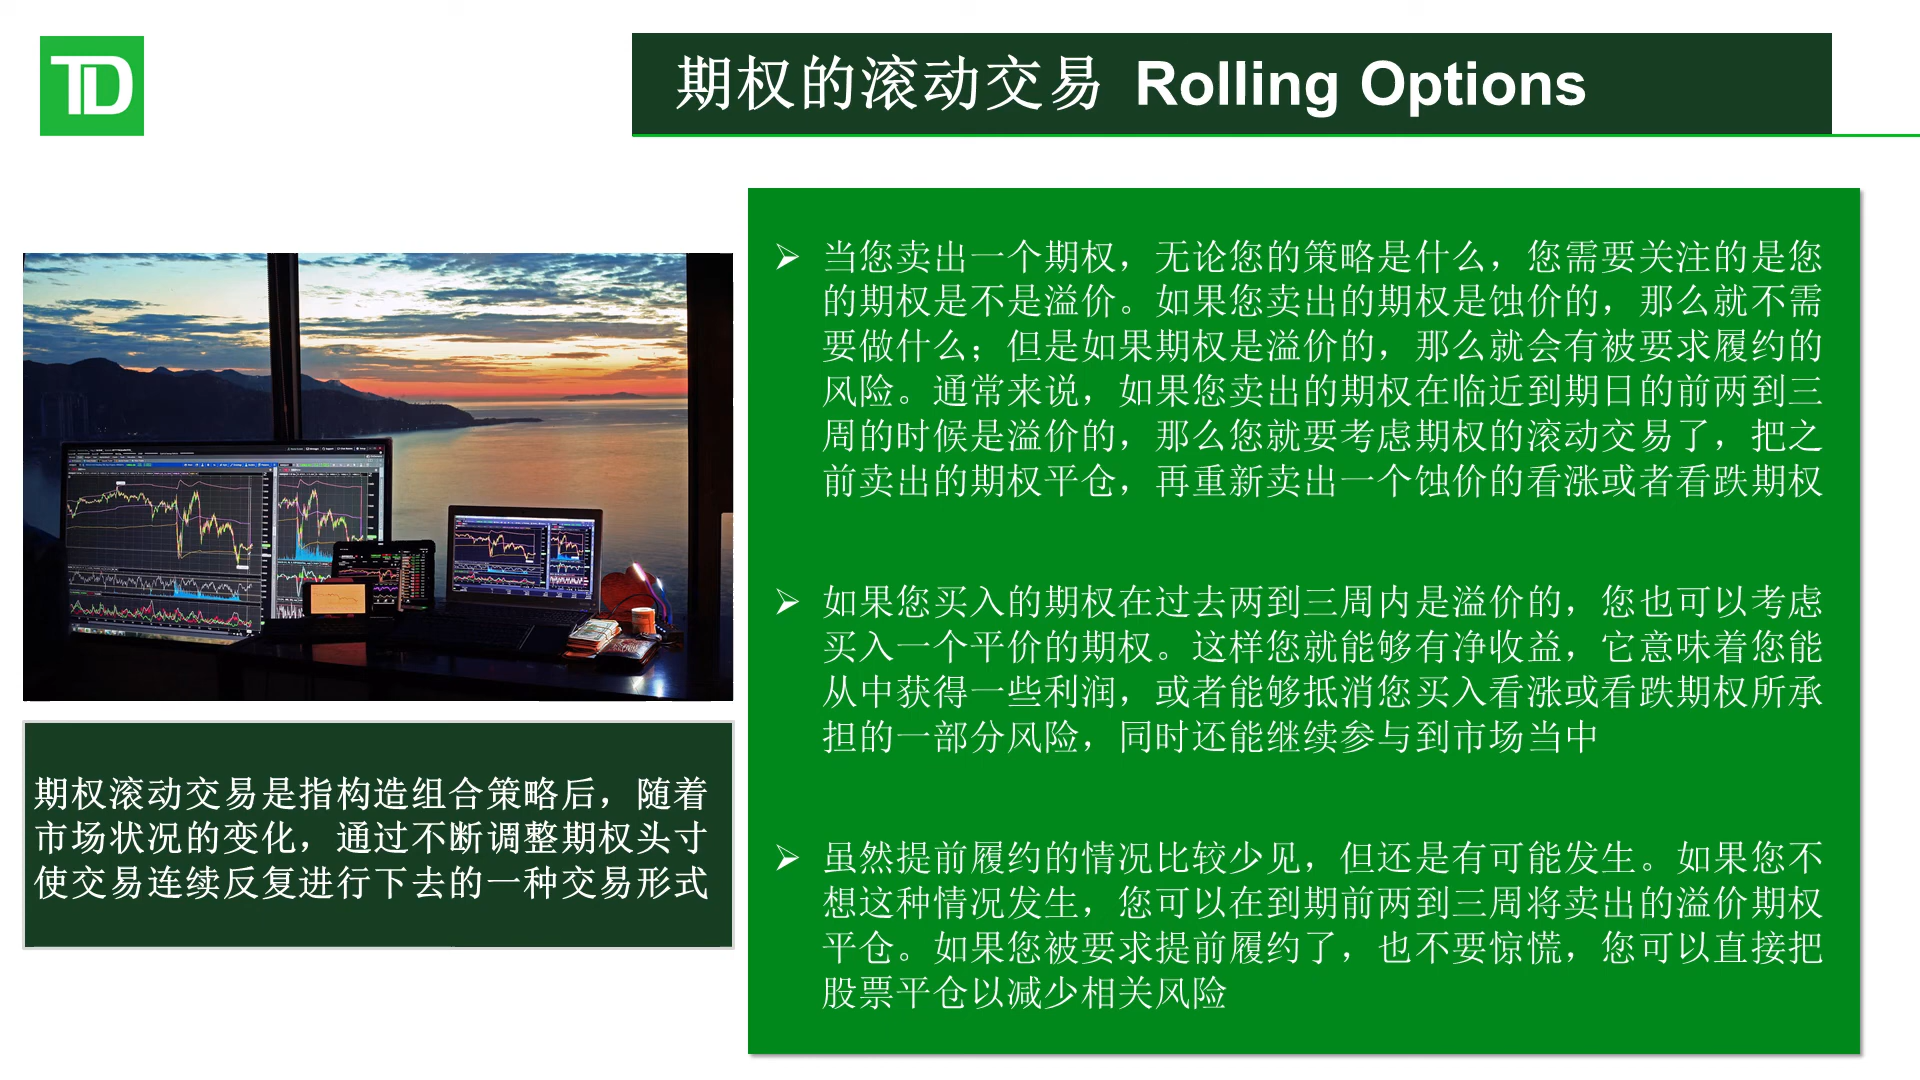 TD
期权的滚动交易 Rolling Options
当您卖出一个期权，无论您的策略是什么，您需要关注的是您
的期权是不是溢价。如果您卖出的期权是蚀价的，那么就不需
要做什么；但是如果期权是溢价的，那么就会有被要求履约的
风险。通常来说，如果您卖出的期权在临近到期日的前两到三
周的时候是溢价的，那么您就要考虑期权的滚动交易了，把之
前卖出的期权平仓，再重新卖出一个蚀价的看涨或者看跌期权
如果您买入的期权在过去两到三周内是溢价的，您也可以考虑
买入一个平价的期权。这样您就能够有净收益，它意味着您能
从中获得一些利润，或者能够抵消您买入看涨或看跌期权所承
担的一部分风险，同时还能继续参与到市场当中
虽然提前履约的情况比较少见，但还是有可能发生。如果您不
想这种情况发生，您可以在到期前两到三周将卖出的溢价期权
平仓。如果您被要求提前履约了，也不要惊慌，您可以直接把
股票平仓以减少相关风险
期权滚动交易是指构造组合策略后，随着
市场状况的变化，通过不断调整期权头寸
使交易连续反复进行下去的一种交易形式